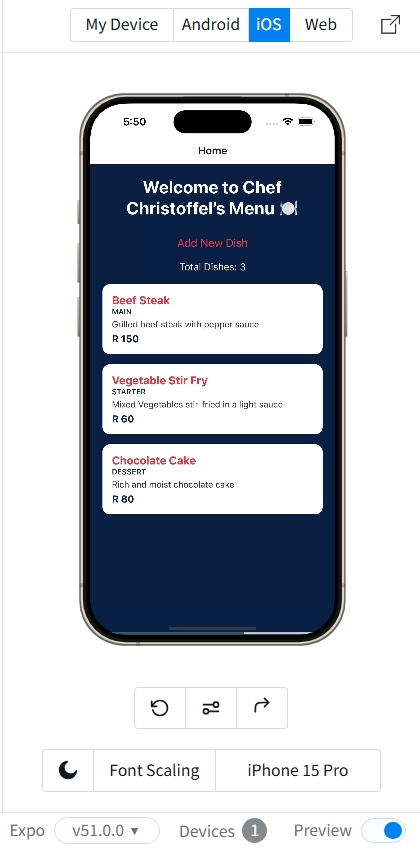 My Device Android iOS Web
5:50
Home
Welcome to Chef
Christoffel's Menu 🍽️
Add New Dish
Total Dishes: 3
Beef Steak
MAIN
Grilled beef steak with pepper sauce
R 150
Vegetable Stir Fry
STARTER
Mixed Vegetables stir-fried in a light sauce
R 60
Chocolate Cake
DESSERT
Rich and moist chocolate cake
R 80
Font Scaling iPhone 15 Pro
Expo v51.0.0 ▼ Devices 1 Preview